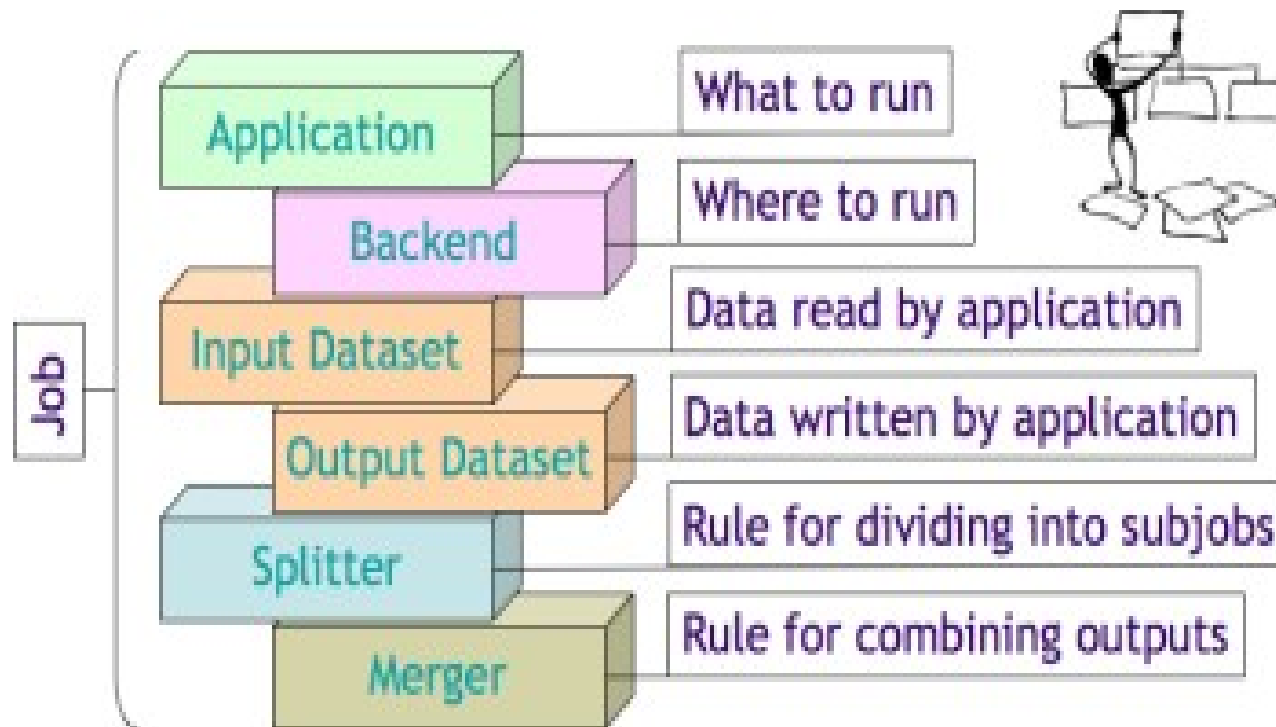 Application
What to run
Backend
Where to run
Input Dataset
Data read by application
Job
Output Dataset
Data written by application
Splitter
Rule for dividing into subjobs
Merger
Rule for combining outputs